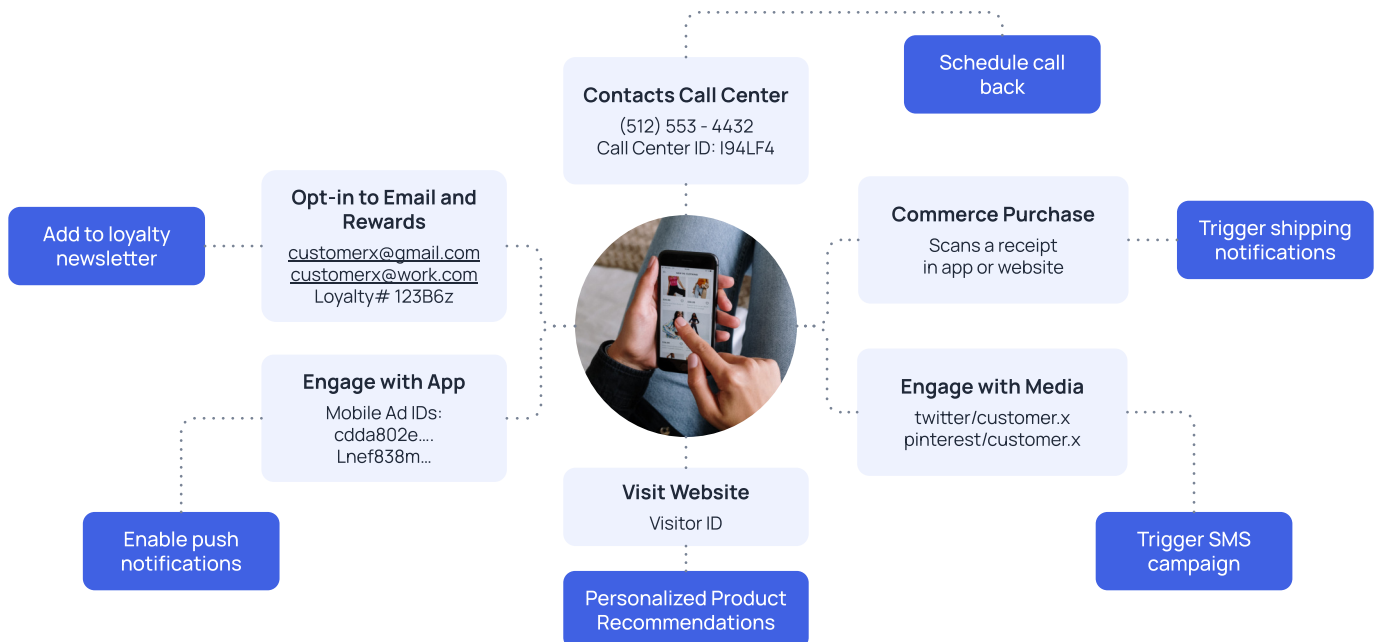 Schedule call
back
Contacts Call Center
(512) 553 - 4432
Call Center ID: I94LF4
Opt-in to Email and
Rewards
customerx@gmail.com
customerx@work.com
Loyalty# 123B6z
Add to loyalty
newsletter
Commerce Purchase
Scans a receipt
in app or website
Trigger shipping
notifications
Engage with App
Mobile Ad IDs:
cdda802e....
Lnef838m...
Engage with Media
twitter/customer.x
pinterest/customer.x
Visit Website
Visitor ID
Enable push
notifications
Trigger SMS
campaign
Personalized Product
Recommendations